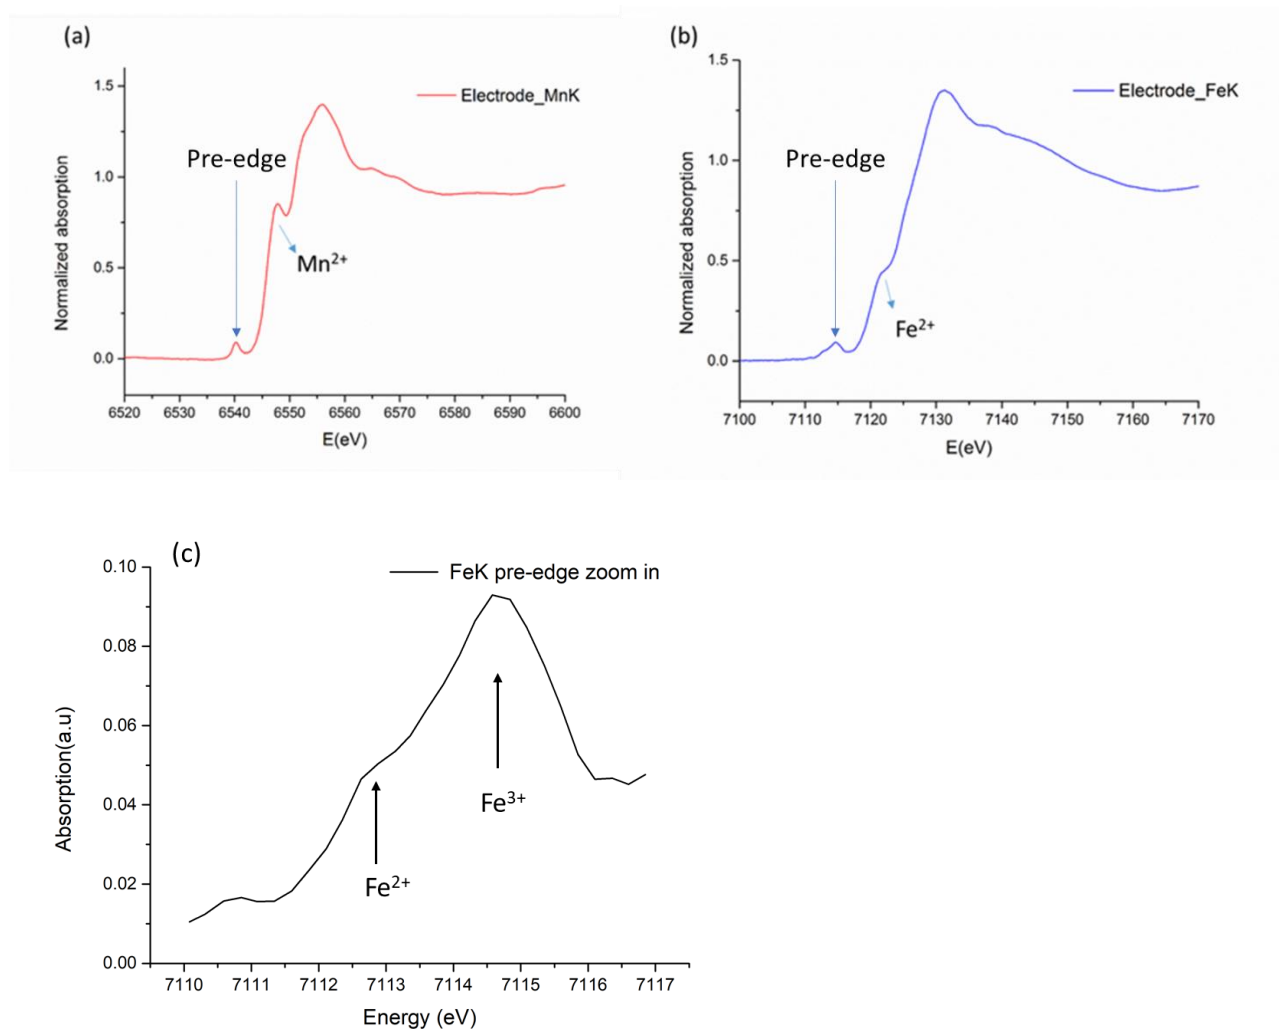 (a)
Electrode_MnK
Pre-edge
Mn²⁺
Normalized absorption
1.5
1.0
0.5
0.0
6520 6530 6540 6550 6560 6570 6580 6590 6600
E(eV)
(b)
Electrode_FeK
Pre-edge
Fe²⁺
Normalized absorption
1.5
1.0
0.5
0.0
7100 7110 7120 7130 7140 7150 7160 7170
E(eV)
(c)
FeK pre-edge zoom in
Fe³⁺
Fe²⁺
Absorption(a.u)
0.10
0.08
0.06
0.04
0.02
0.00
7110 7111 7112 7113 7114 7115 7116 7117
Energy (eV)